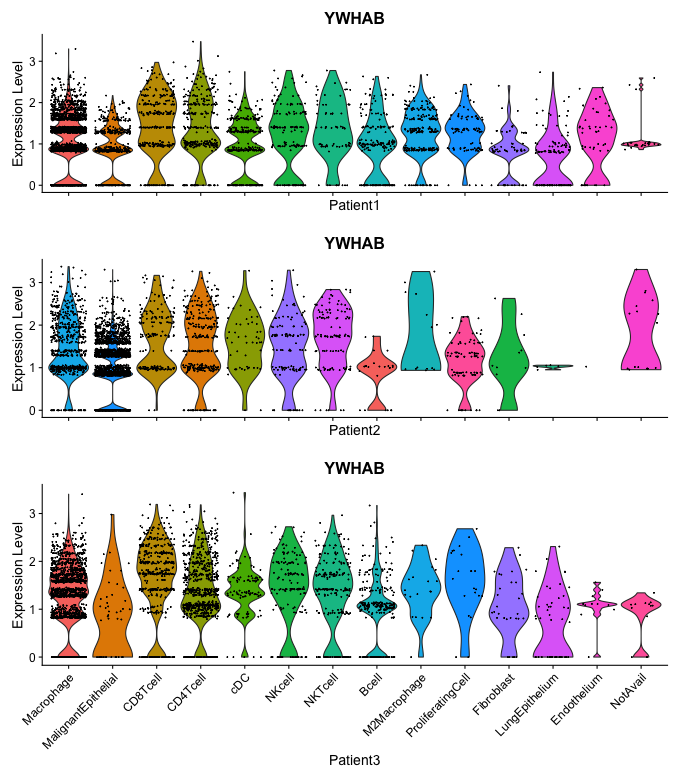 YWHAB
Expression Level
3
2
1
0
Patient1
YWHAB
Expression Level
3
2
1
0
Patient2
YWHAB
Expression Level
3
2
1
0
Macrophage
MalignantEpithelial
CD8Tcell
CD4Tcell
cDC
NKcell
NKTcell
Bcell
M2Macrophage
ProliferatingCell
Fibroblast
LungEpithelium
Endothelium
NotAvail
Patient3